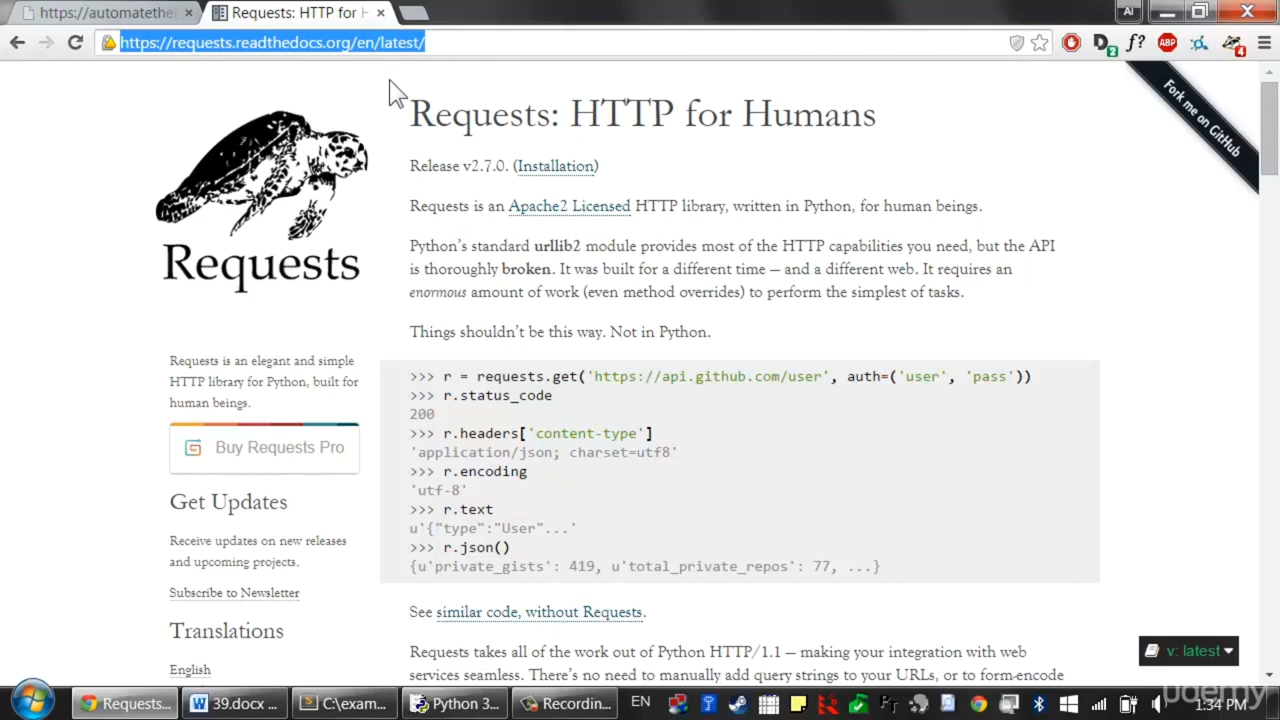 https://automatethe
Requests: HTTP for H
Ai
https://requests.readthedocs.org/en/latest/
2
f?
ABP
4
Fork me on GitHub
Requests: HTTP for Humans
Release v2.7.0. (Installation)
Requests is an Apache2 Licensed HTTP library, written in Python, for human beings.
Python's standard urllib2 module provides most of the HTTP capabilities you need, but the API
is thoroughly broken. It was built for a different time – and a different web. It requires an
enormous amount of work (even method overrides) to perform the simplest of tasks.
Things shouldn't be this way. Not in Python.
>>> r = requests.get('https://api.github.com/user', auth=('user', 'pass'))
>>> r.status_code
200
>>> r.headers['content-type']
'application/json; charset=utf8'
>>> r.encoding
'utf-8'
>>> r.text
u'{"type":"User"...'
>>> r.json()
{u'private_gists': 419, u'total_private_repos': 77, ...}
See similar code, without Requests.
Requests takes all of the work out of Python HTTP/1.1 – making your integration with web
services seamless. There's no need to manually add query strings to your URLs, or to form-encode
Requests
Requests is an elegant and simple
HTTP library for Python, built for
human beings.
Buy Requests Pro
Get Updates
Receive updates on new releases
and upcoming projects.
Subscribe to Newsletter
Translations
English
v: latest
Requests...
39.docx ...
C:\exam...
Python 3...
Recordin...
EN
1:34 PM
udemy